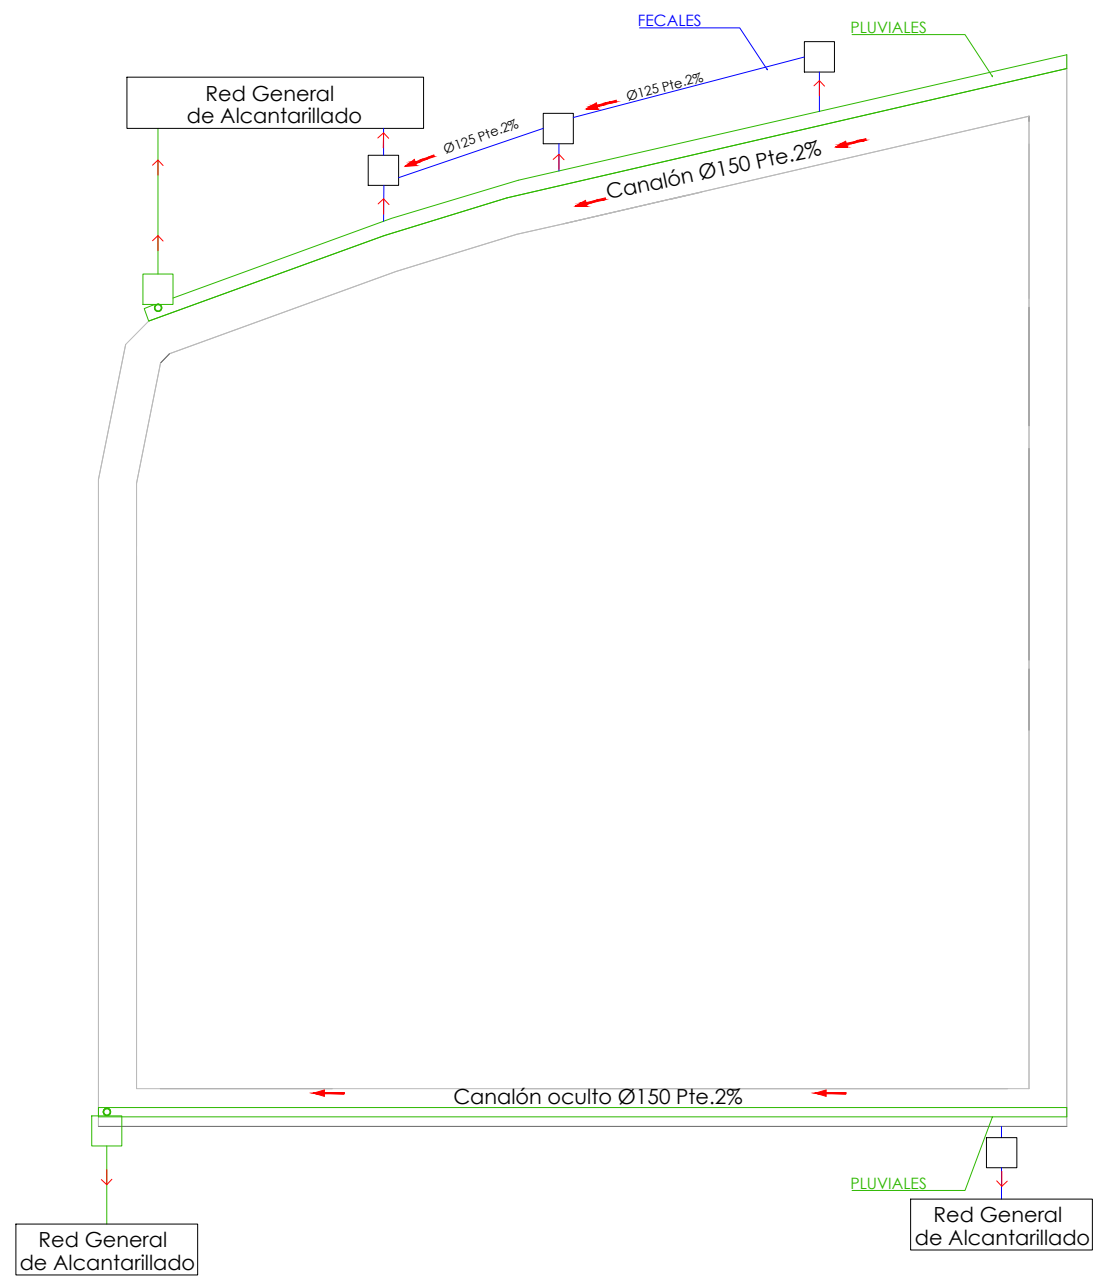 FECALES
PLUVIALES
Red General
de Alcantarillado
Ø125 Pte.2%
Ø125 Pte.2%
Canalón Ø150 Pte.2%
Canalón oculto Ø150 Pte.2%
PLUVIALES
Red General
de Alcantarillado
Red General
de Alcantarillado